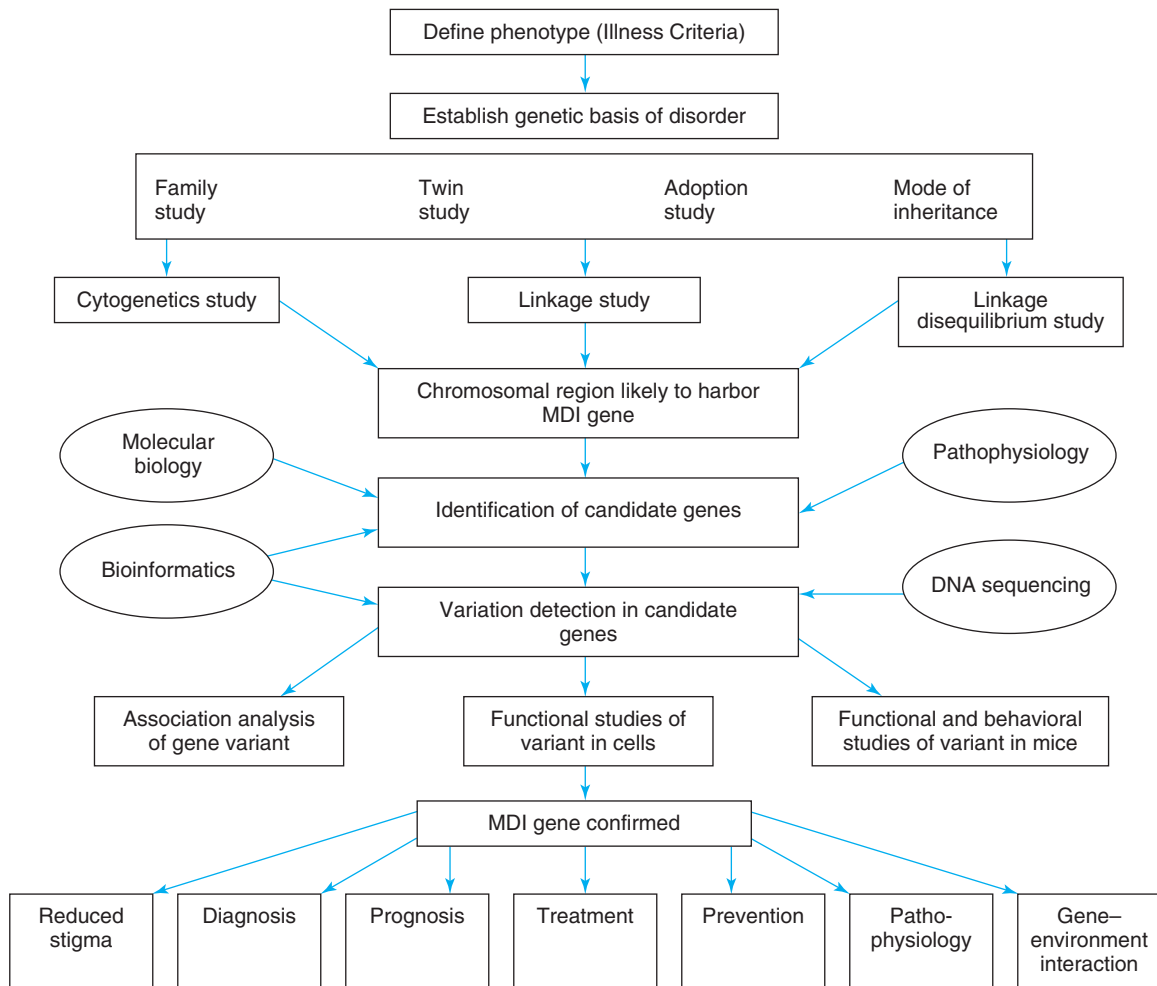 Define phenotype (Illness Criteria)
Establish genetic basis of disorder
Family
study
Twin
study
Adoption
study
Mode of
inheritance
Cytogenetics study
Linkage study
Linkage
disequilibrium study
Chromosomal region likely to harbor
MDI gene
Molecular
biology
Pathophysiology
Identification of candidate genes
Bioinformatics
DNA sequencing
Variation detection in candidate
genes
Association analysis
of gene variant
Functional studies of
variant in cells
Functional and behavioral
studies of variant in mice
MDI gene confirmed
Reduced
stigma
Diagnosis
Prognosis
Treatment
Prevention
Patho-
physiology
Gene–
environment
interaction